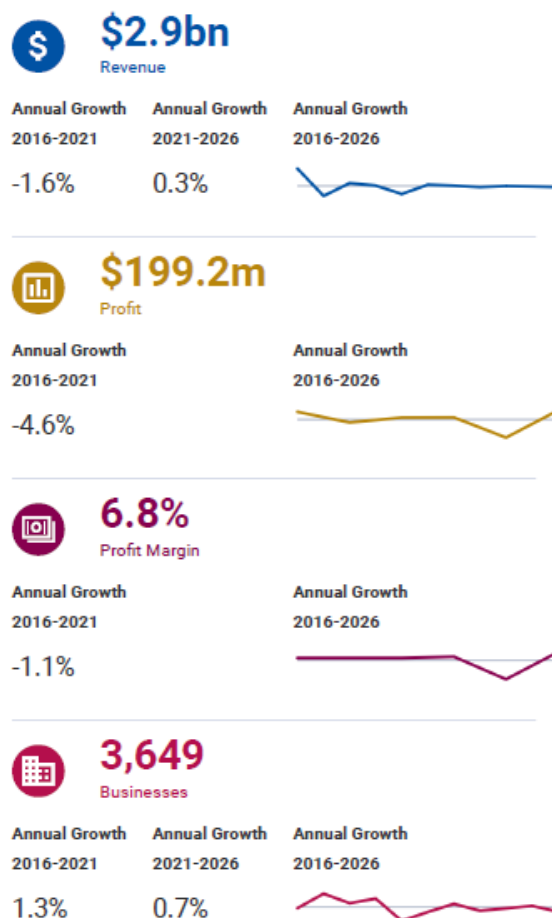 $2.9bn
Revenue
Annual Growth Annual Growth Annual Growth
2016-2021 2021-2026 2016-2026
-1.6% 0.3%
$199.2m
Profit
Annual Growth Annual Growth
2016-2021 2016-2026
-4.6%
6.8%
Profit Margin
Annual Growth Annual Growth
2016-2021 2016-2026
-1.1%
3,649
Businesses
Annual Growth Annual Growth Annual Growth
2016-2021 2021-2026 2016-2026
1.3% 0.7%